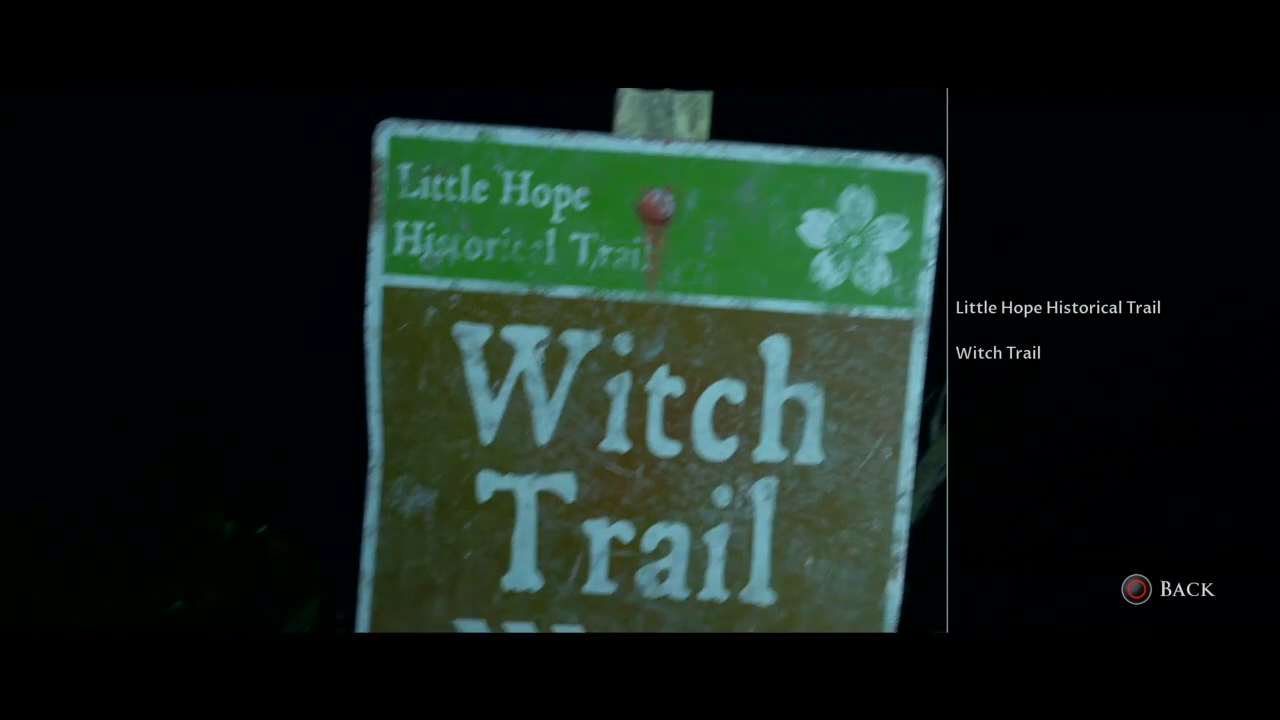 Little Hope
Historical Trail
Witch
Trail
Little Hope Historical Trail
Witch Trail
BACK